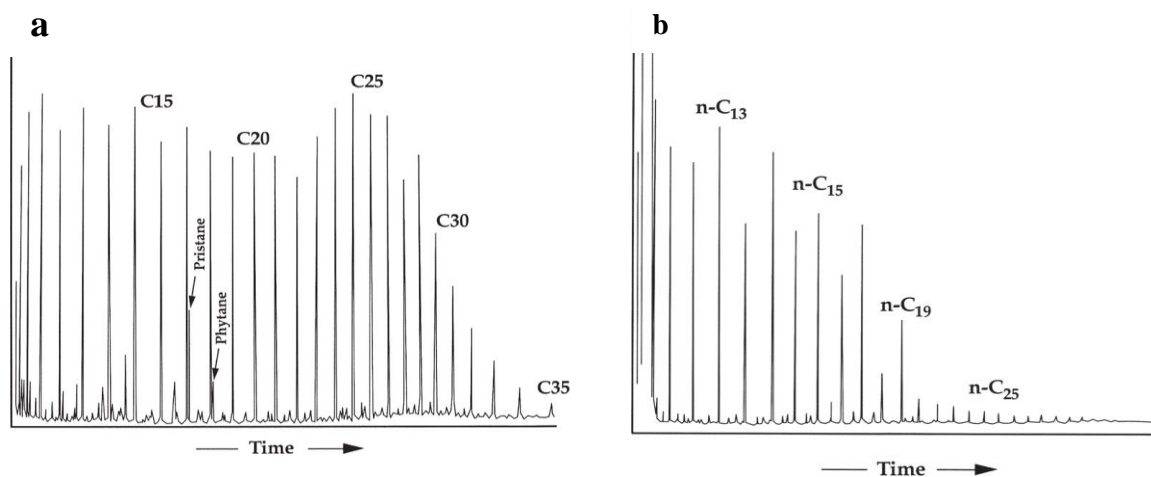 a
C15
C20
C25
C30
C35
Pristane
Phytane
Time
b
n-C₁₃
n-C₁₅
n-C₁₉
n-C₂₅
Time